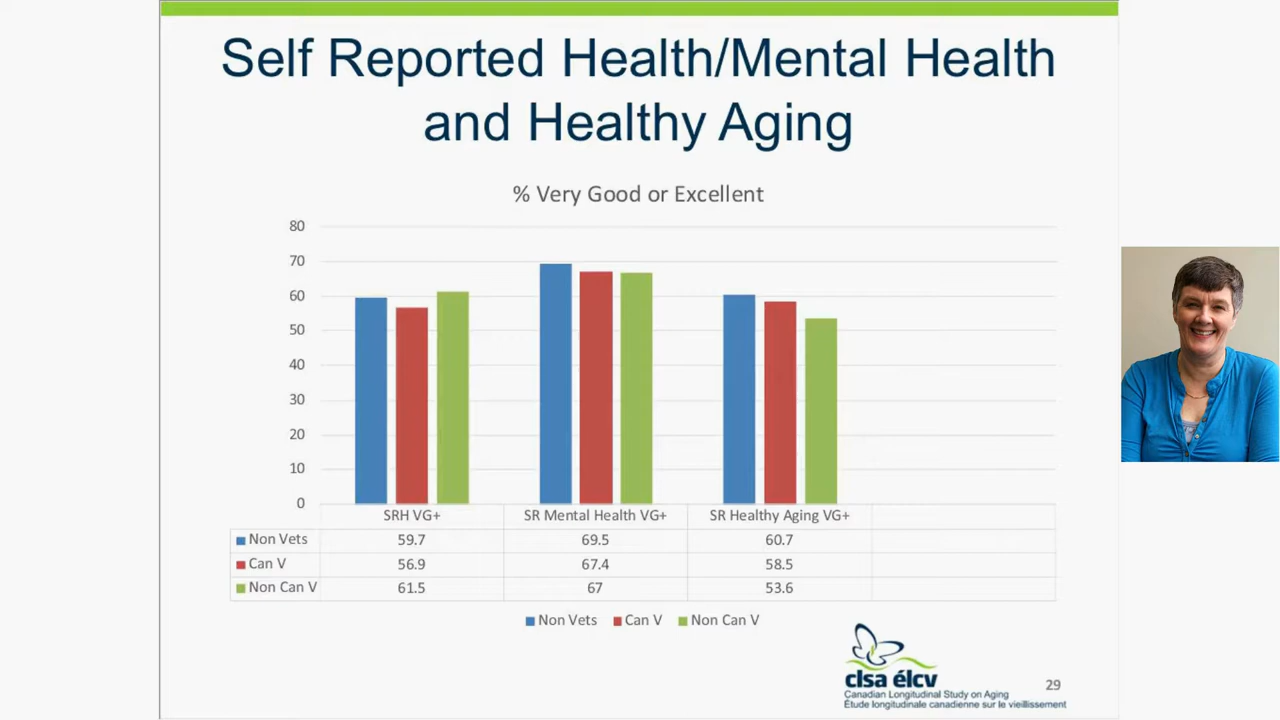 Self Reported Health/Mental Health
and Healthy Aging
% Very Good or Excellent
80
70
60
50
40
30
20
10
0
SRH VG+ SR Mental Health VG+ SR Healthy Aging VG+
Non Vets 59.7 69.5 60.7
Can V 56.9 67.4 58.5
Non Can V 61.5 67 53.6
Non Vets Can V Non Can V
clsa élcv
Canadian Longitudinal Study on Aging
Étude longitudinale canadienne sur le vieillissement
29